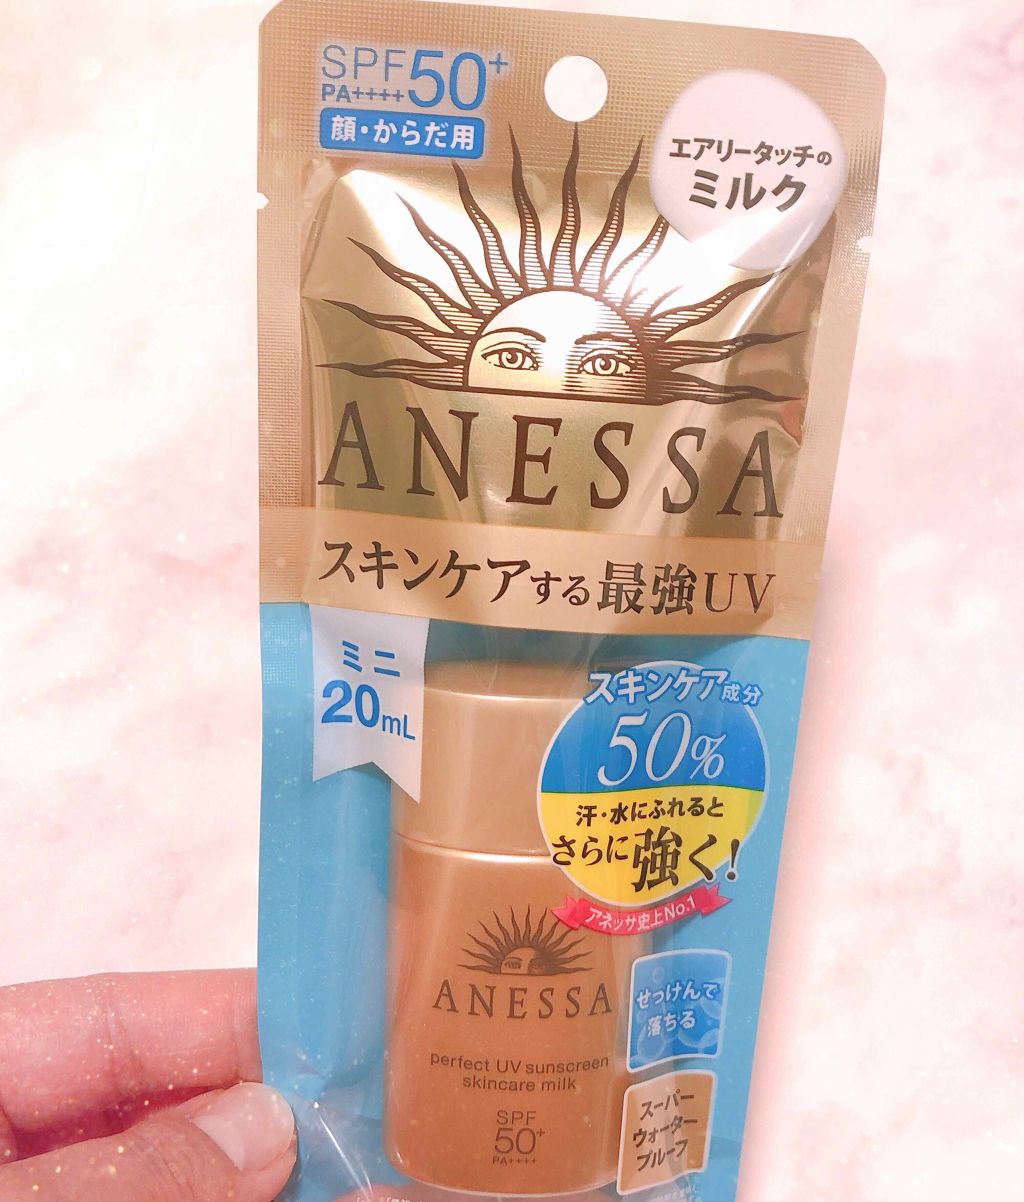 SPF50+
PA++++
顔・からだ用
エアリータッチの
ミルク
ANESSA
スキンケアする最強UV
ミニ
20mL
スキンケア成分
50%
汗・水にふれると
さらに強く!
アネッサ史上No.1
ANESSA
perfect UV sunscreen
skincare milk
SPF
50+
PA++++
せっけんで
落ちる
スーパー
ウォーター
プルーフ